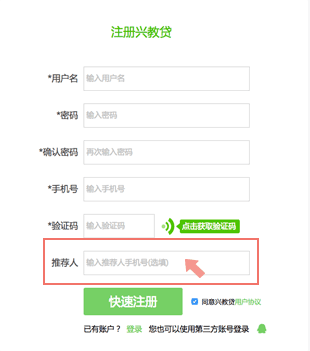 注册兴教贷
*用户名 输入用户名
*密码 输入密码
*确认密码 再次输入密码
*手机号 输入手机号
*验证码 输入验证码 点击获取验证码
推荐人 输入推荐人手机号(选填)
快速注册 同意兴教贷用户协议
已有账户？ 登录 您也可以使用第三方账号登录